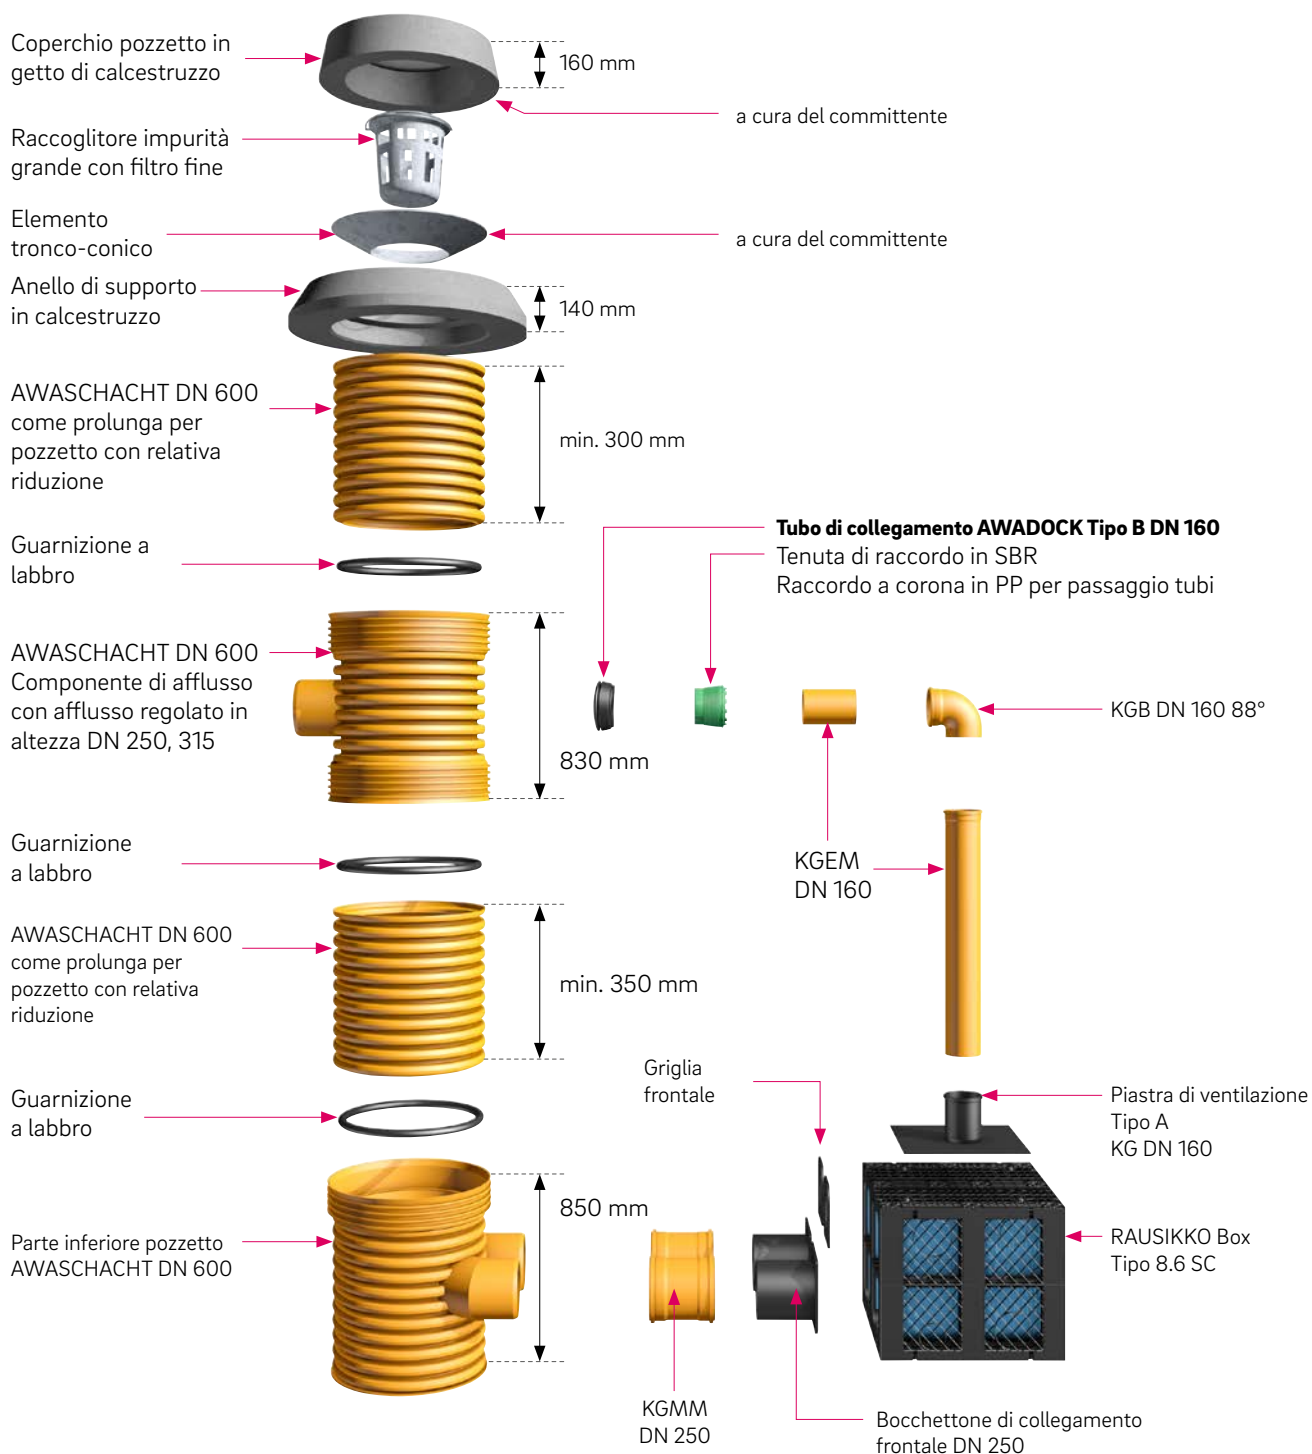 Coperchio pozzetto in
getto di calcestruzzo
160 mm
a cura del committente
Raccoglitore impurità
grande con filtro fine
Elemento
tronco-conico
a cura del committente
Anello di supporto
in calcestruzzo
140 mm
AWASCHACHT DN 600
come prolunga per
pozzetto con relativa
riduzione
min. 300 mm
Guarnizione a
labbro
Tubo di collegamento AWADOCK Tipo B DN 160
Tenuta di raccordo in SBR
Raccordo a corona in PP per passaggio tubi
AWASCHACHT DN 600
Componente di afflusso
con afflusso regolato in
altezza DN 250, 315
830 mm
KGB DN 160 88°
Guarnizione
a labbro
KGEM
DN 160
AWASCHACHT DN 600
come prolunga per
pozzetto con relativa
riduzione
min. 350 mm
Guarnizione
a labbro
Griglia
frontale
Piastra di ventilazione
Tipo A
KG DN 160
Parte inferiore pozzetto
AWASCHACHT DN 600
850 mm
RAUSIKKO Box
Tipo 8.6 SC
KGMM
DN 250
Bocchettone di collegamento
frontale DN 250